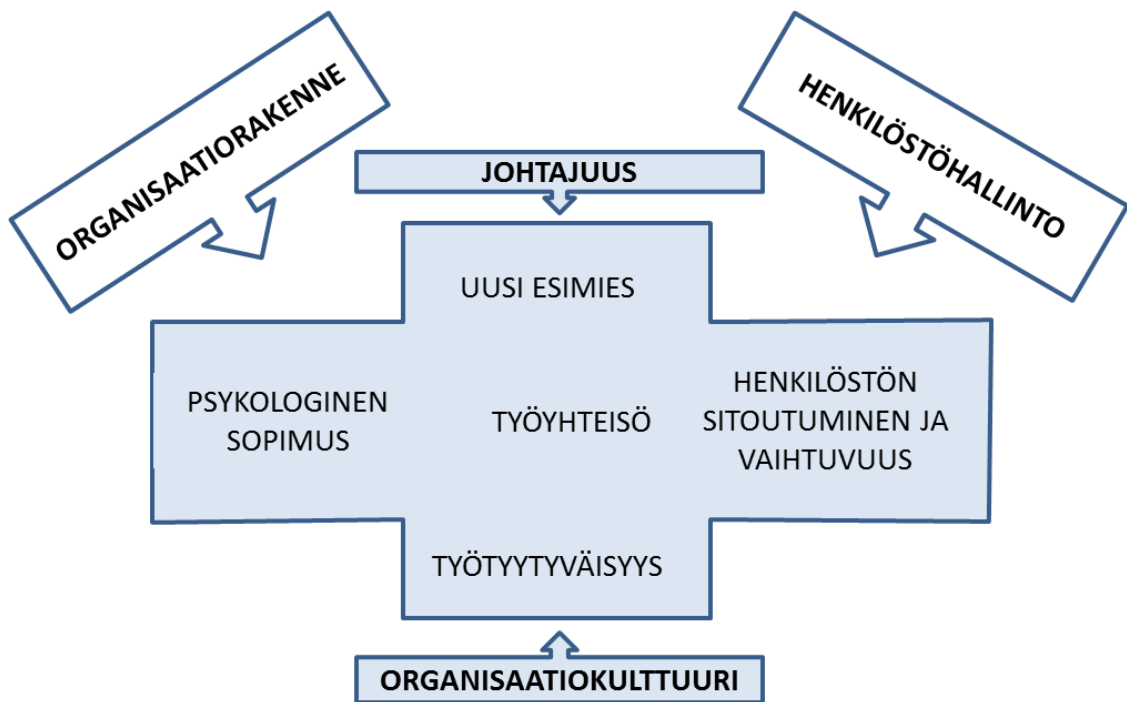 ORGANISAATIORAKENNE
HENKILÖSTÖHALLINTO
JOHTAJUUS
UUSI ESIMIES
PSYKOLOGINEN
SOPIMUS
TYÖYHTEISÖ
HENKILÖSTÖN
SITOUTUMINEN JA
VAIHTUVUUS
TYÖTYYTYVÄISYYS
ORGANISAATIOKULTTUURI